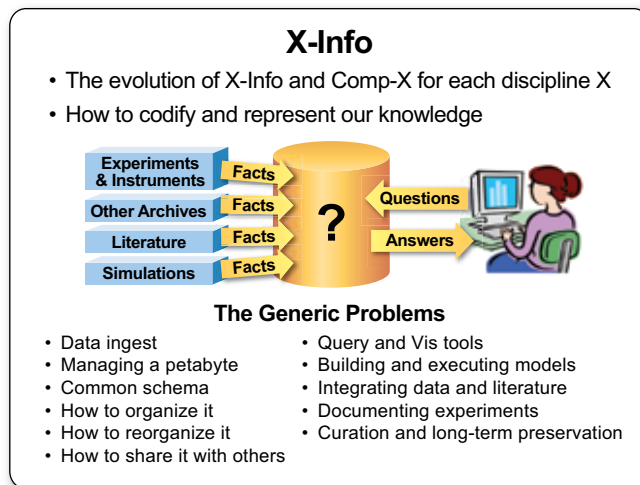 X-Info
• The evolution of X-Info and Comp-X for each discipline X
• How to codify and represent our knowledge
Experiments
& Instruments
Facts
Other Archives
Facts
Literature
Facts
Simulations
Facts
?
Questions
Answers
The Generic Problems
• Data ingest
• Managing a petabyte
• Common schema
• How to organize it
• How to reorganize it
• How to share it with others
• Query and Vis tools
• Building and executing models
• Integrating data and literature
• Documenting experiments
• Curation and long-term preservation